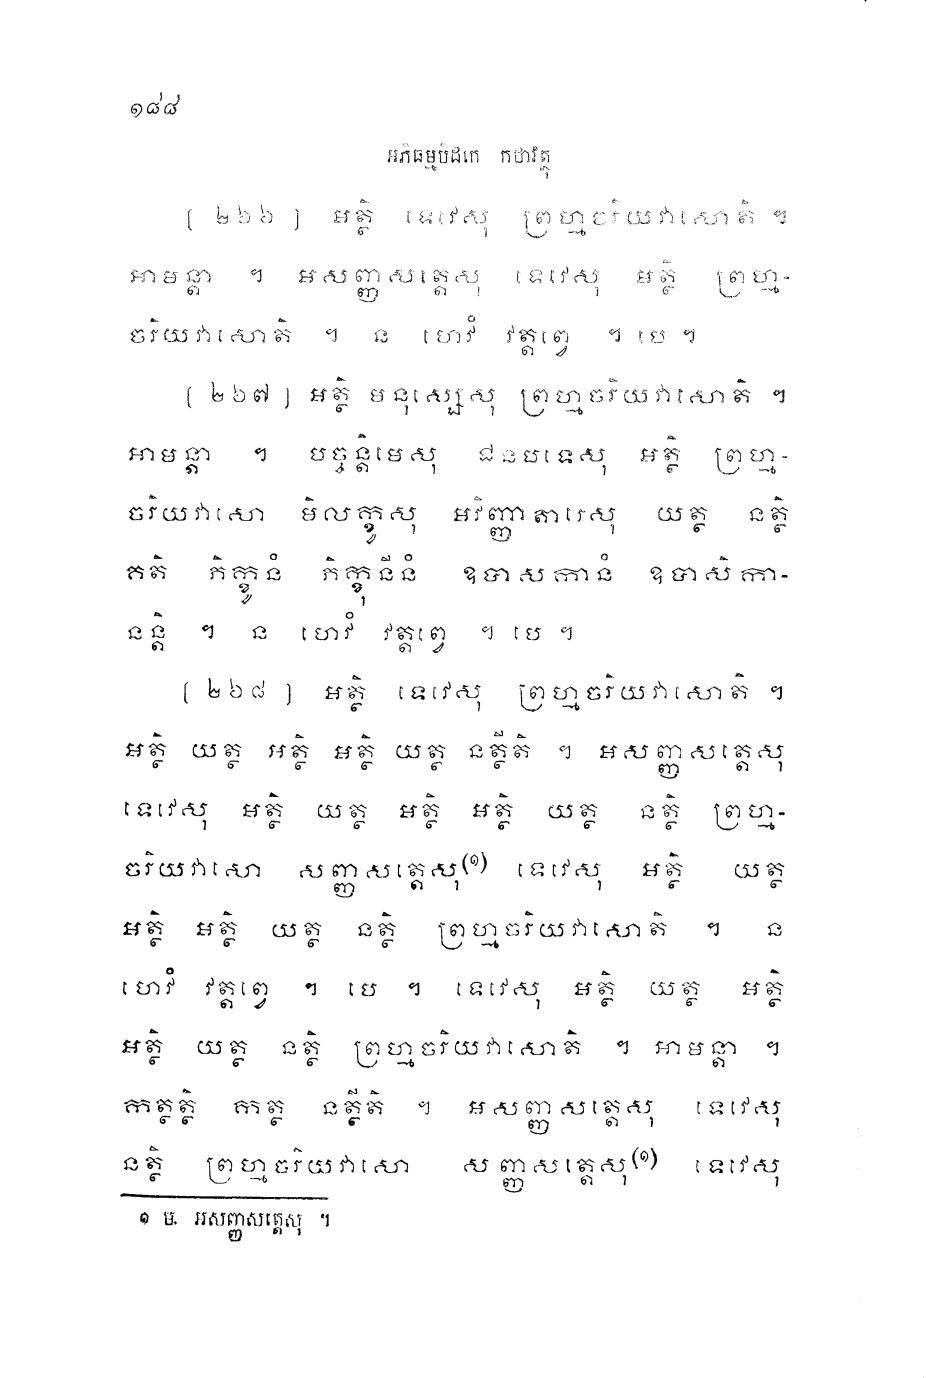 ១៨៨
អភិធម្មបិដកេ កថាវត្ថុ
[ ២៦៦ ] អត្ថិ ទេវេសុ ព្រហ្មចរិយវាសោតិ ។
អាមន្តា ។ អសញ្ញសត្តេសុ ទេវេសុ អត្ថិ ព្រហ្ម-
ចរិយវាសោតិ ។ ន ហេវំ វត្តព្វេ ។ បេ ។
[ ២៦៧ ] អត្ថិ មនុស្សេសុ ព្រហ្មចរិយវាសោតិ ។
អាមន្តា ។ បច្ចន្តិមេសុ ជនបទេសុ អត្ថិ ព្រហ្ម-
ចរិយវាសោ មិលក្ខូសុ អវិញ្ញាតារេសុ យត្ថ នត្ថិ
គតិ ភិក្ខូនំ ភិក្ខុនីនំ ឧបាសកានំ ឧបាសិកា-
នន្តិ ។ ន ហេវំ វត្តព្វេ ។ បេ ។
[ ២៦៨ ] អត្ថិ ទេវេសុ ព្រហ្មចរិយវាសោតិ ។
អត្ថិ យត្ថ អត្ថិ អត្ថិ យត្ថ នត្ថីតិ ។ អសញ្ញសត្តេសុ
ទេវេសុ អត្ថិ យត្ថ អត្ថិ អត្ថិ យត្ថ នត្ថិ ព្រហ្ម-
ចរិយវាសោ សញ្ញសត្តេសុ(១) ទេវេសុ អត្ថិ យត្ថ
អត្ថិ អត្ថិ យត្ថ នត្ថិ ព្រហ្មចរិយវាសោតិ ។ ន
ហេវំ វត្តព្វេ ។ បេ ។ ទេវេសុ អត្ថិ យត្ថ អត្ថិ
អត្ថិ យត្ថ នត្ថិ ព្រហ្មចរិយវាសោតិ ។ អាមន្តា ។
កត្ថត្ថិ កត្ថ នត្ថីតិ ។ អសញ្ញសត្តេសុ ទេវេសុ
នត្ថិ ព្រហ្មចរិយវាសោ សញ្ញសត្តេសុ(១) ទេវេសុ
១ ម. អសញ្ញសត្តេសុ ។